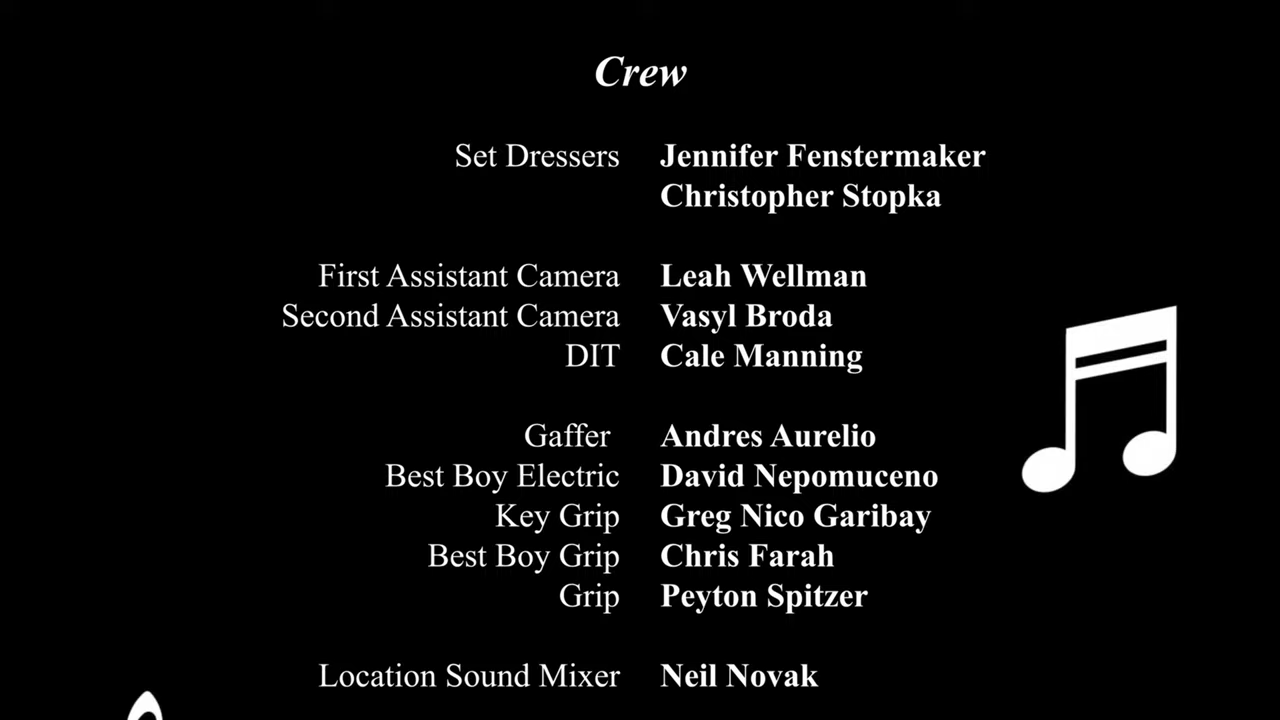 Crew
Set Dressers Jennifer Fenstermaker
Christopher Stopka
First Assistant Camera Leah Wellman
Second Assistant Camera Vasyl Broda
DIT Cale Manning
Gaffer Andres Aurelio
Best Boy Electric David Nepomuceno
Key Grip Greg Nico Garibay
Best Boy Grip Chris Farah
Grip Peyton Spitzer
Location Sound Mixer Neil Novak